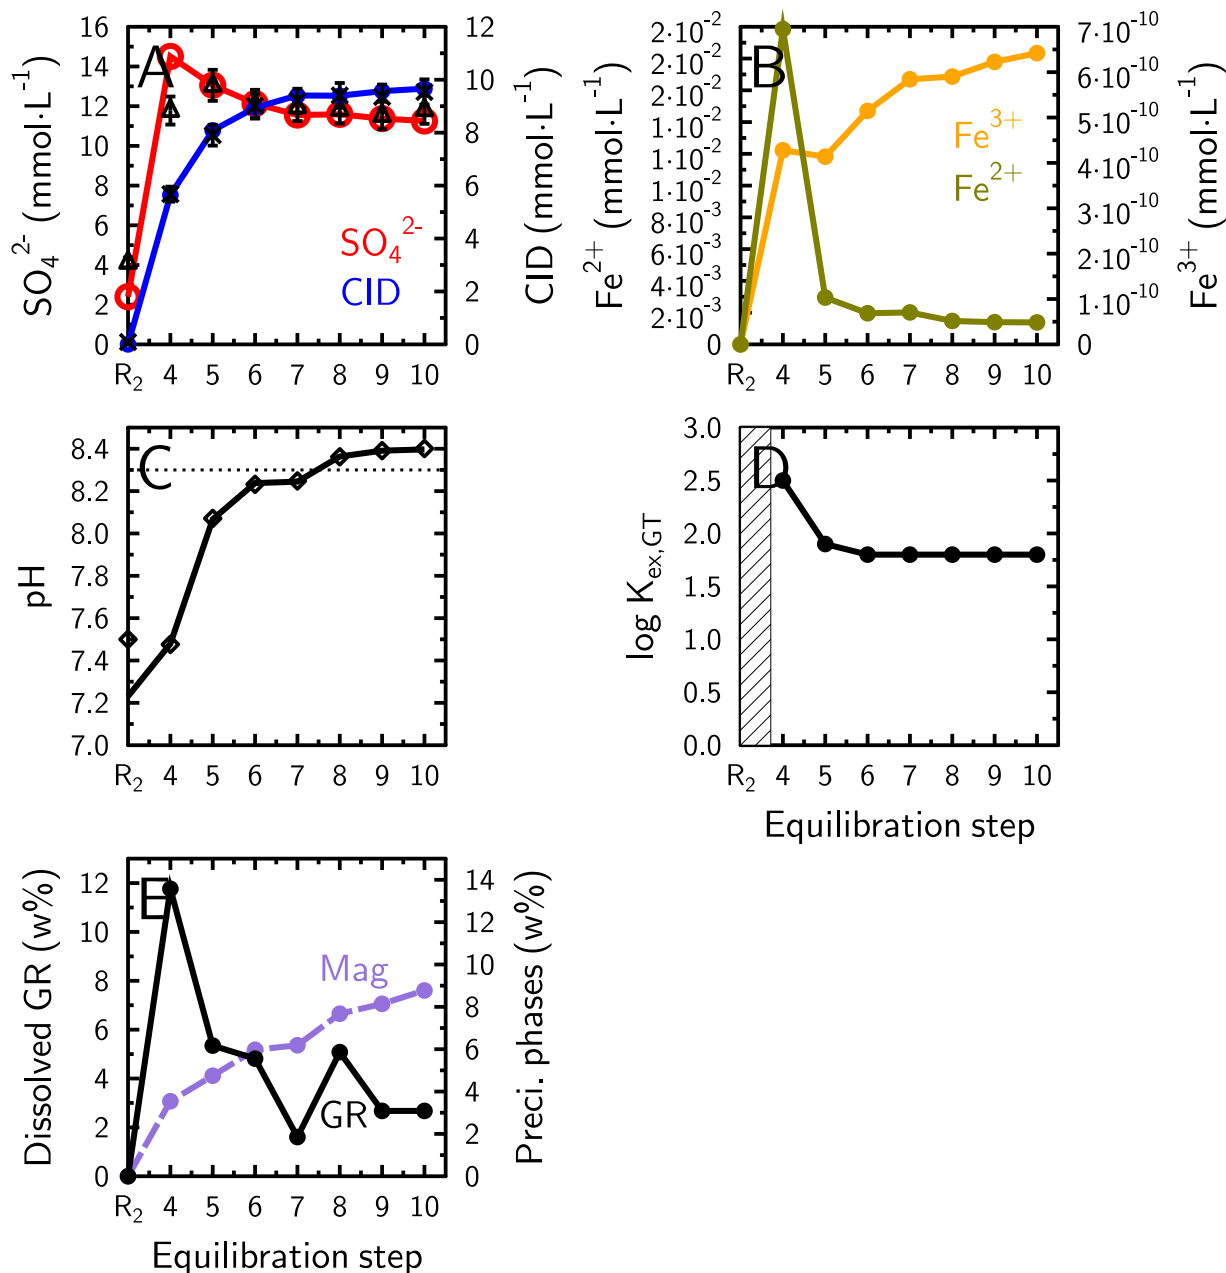 A
SO₄²⁻ (mmol·L⁻¹)
16
14
12
10
8
6
4
2
0
12
10
8
6
4
2
0
CID (mmol·L⁻¹)
SO₄²⁻
CID
R₂ 4 5 6 7 8 9 10
B
Fe²⁺ (mmol·L⁻¹)
2·10⁻²
2·10⁻²
2·10⁻²
1·10⁻²
1·10⁻²
1·10⁻²
8·10⁻³
6·10⁻³
4·10⁻³
2·10⁻³
0
7·10⁻¹⁰
6·10⁻¹⁰
5·10⁻¹⁰
4·10⁻¹⁰
3·10⁻¹⁰
2·10⁻¹⁰
1·10⁻¹⁰
0
Fe³⁺ (mmol·L⁻¹)
Fe³⁺
Fe²⁺
R₂ 4 5 6 7 8 9 10
C
pH
8.4
8.2
8.0
7.8
7.6
7.4
7.2
7.0
R₂ 4 5 6 7 8 9 10
D
log K_ex,GT
3.0
2.5
2.0
1.5
1.0
0.5
0.0
R₂ 4 5 6 7 8 9 10
Equilibration step
E
Dissolved GR (w%)
12
10
8
6
4
2
0
14
12
10
8
6
4
2
0
Preci. phases (w%)
Mag
GR
R₂ 4 5 6 7 8 9 10
Equilibration step